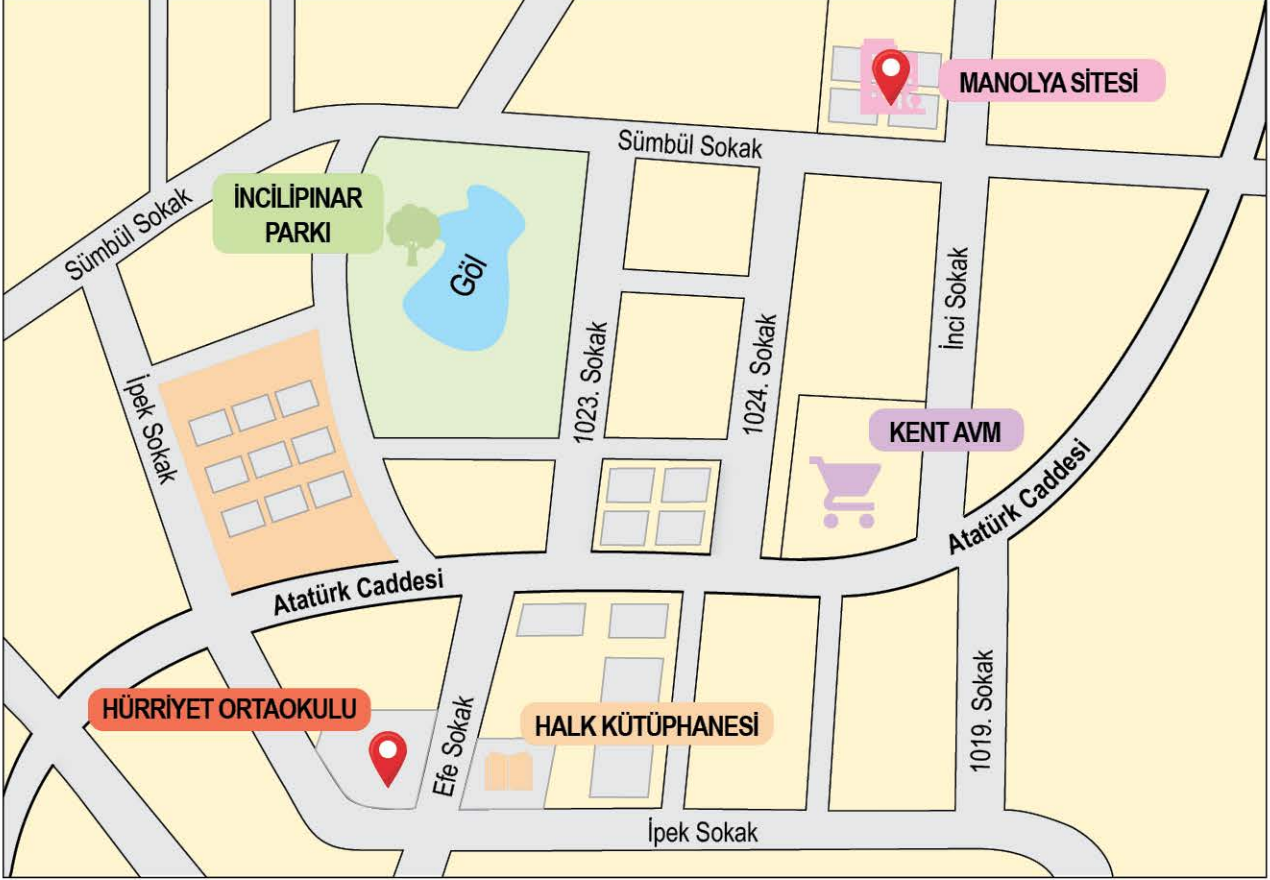 MANOLYA SİTESİ
Sümbül Sokak
İNCİLİPINAR
PARKI
Sümbül Sokak
Göl
İnci Sokak
1023. Sokak
1024. Sokak
İpek Sokak
KENT AVM
Atatürk Caddesi
Atatürk Caddesi
HÜRRİYET ORTAOKULU
Efe Sokak
HALK KÜTÜPHANESİ
1019. Sokak
İpek Sokak